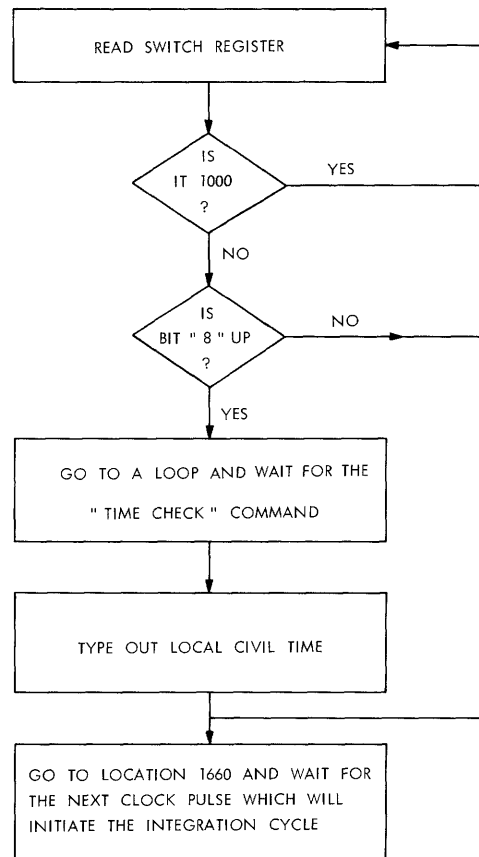 READ SWITCH REGISTER
IS
IT 1000
?
YES
NO
IS
BIT "8" UP
?
NO
YES
GO TO A LOOP AND WAIT FOR THE
"TIME CHECK" COMMAND
TYPE OUT LOCAL CIVIL TIME
GO TO LOCATION 1660 AND WAIT FOR
THE NEXT CLOCK PULSE WHICH WILL
INITIATE THE INTEGRATION CYCLE